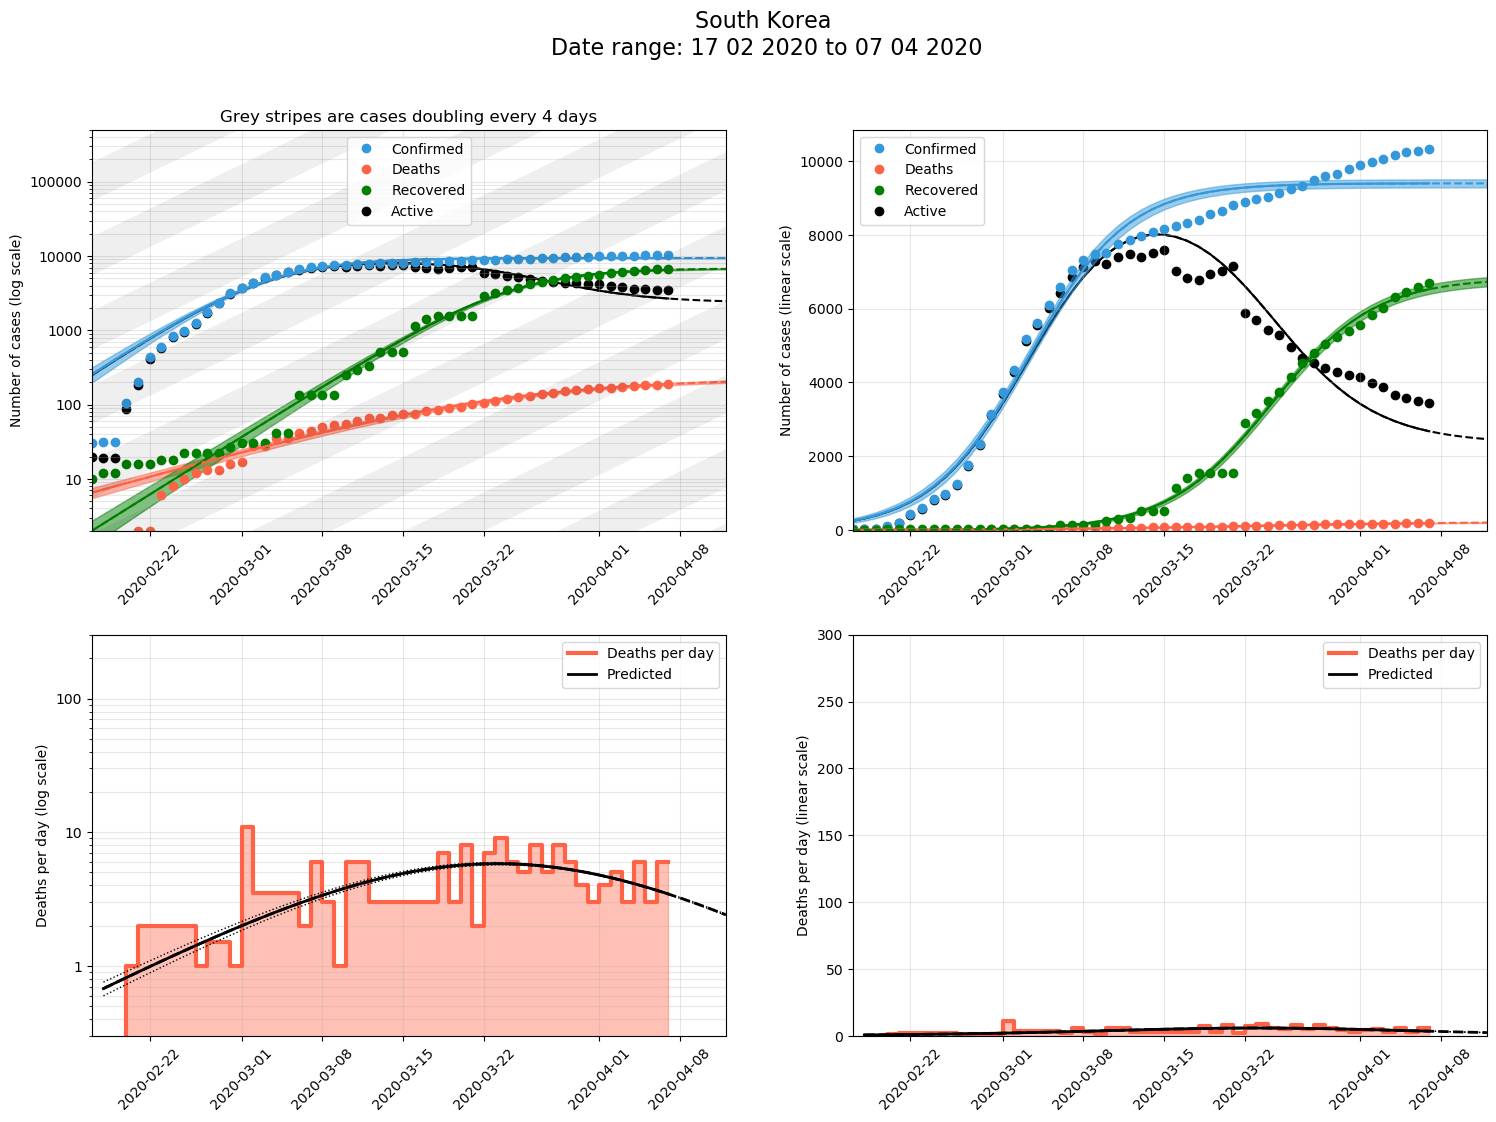 South Korea
Date range: 17 02 2020 to 07 04 2020
Grey stripes are cases doubling every 4 days
Number of cases (log scale)
100000
10000
1000
100
10
Confirmed
Deaths
Recovered
Active
2020-02-22
2020-03-01
2020-03-08
2020-03-15
2020-03-22
2020-04-01
2020-04-08
Number of cases (linear scale)
10000
8000
6000
4000
2000
0
Confirmed
Deaths
Recovered
Active
2020-02-22
2020-03-01
2020-03-08
2020-03-15
2020-03-22
2020-04-01
2020-04-08
Deaths per day (log scale)
100
10
1
Deaths per day
Predicted
2020-02-22
2020-03-01
2020-03-08
2020-03-15
2020-03-22
2020-04-01
2020-04-08
Deaths per day (linear scale)
300
250
200
150
100
50
0
Deaths per day
Predicted
2020-02-22
2020-03-01
2020-03-08
2020-03-15
2020-03-22
2020-04-01
2020-04-08